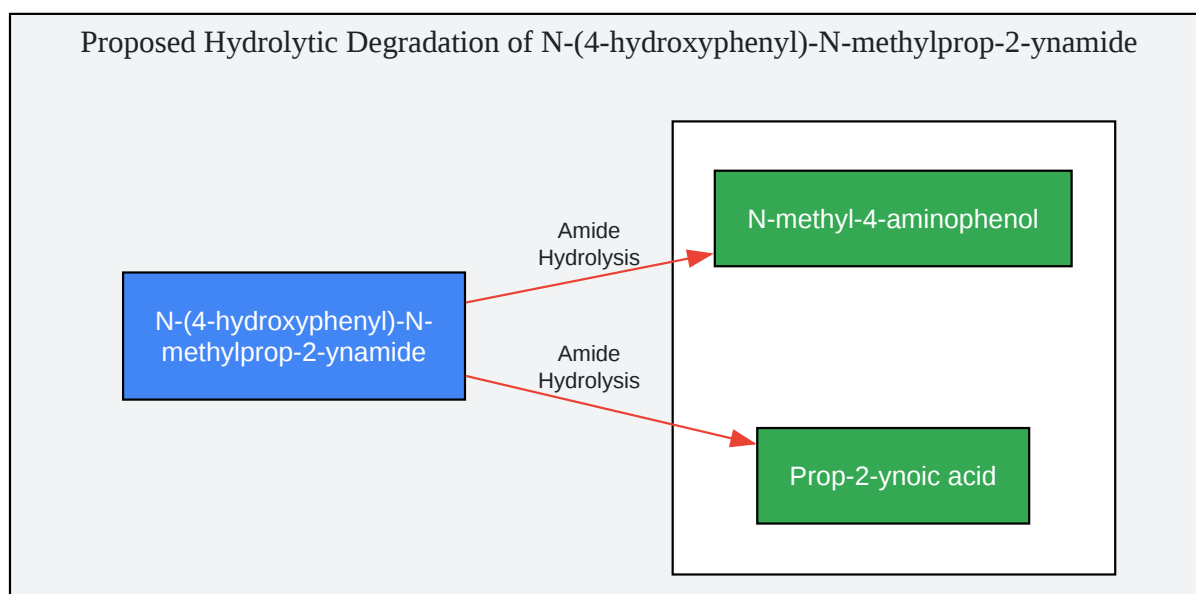 Proposed Hydrolytic Degradation of N-(4-hydroxyphenyl)-N-methylprop-2-ynamide
N-(4-hydroxyphenyl)-N-
methylprop-2-ynamide
Amide
Hydrolysis
N-methyl-4-aminophenol
Amide
Hydrolysis
Prop-2-ynoic acid